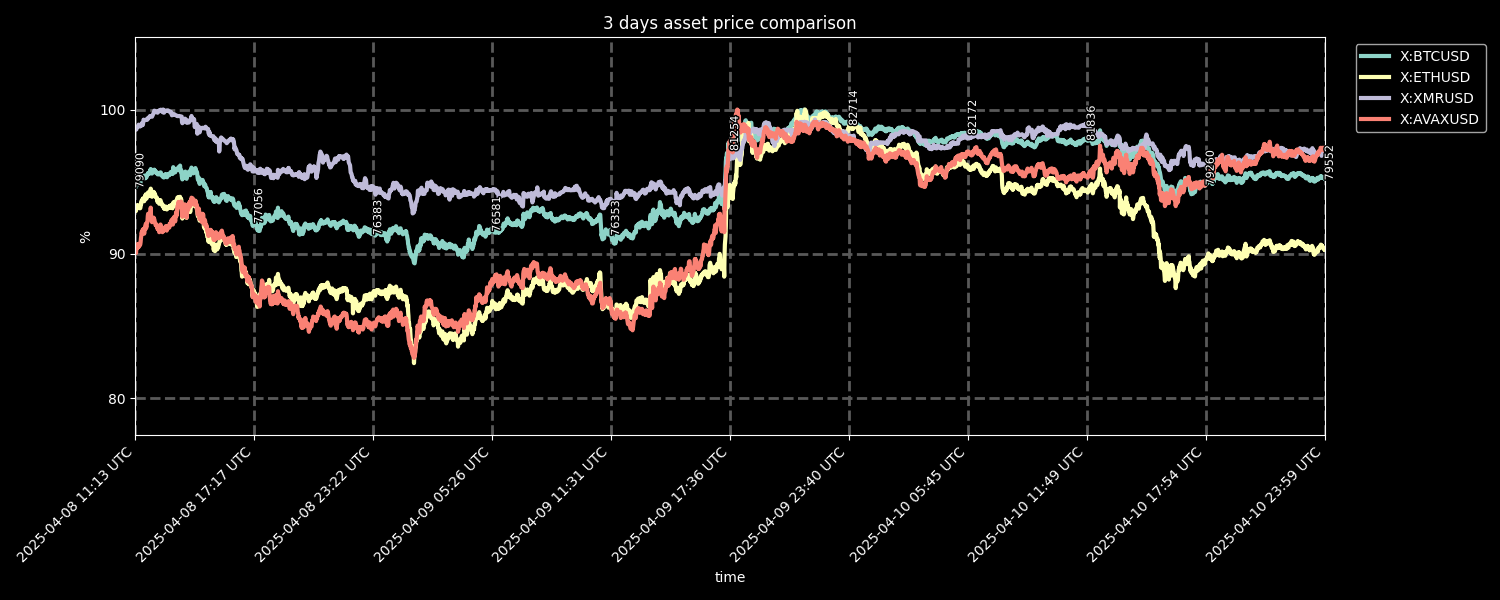 3 days asset price comparison
X:BTCUSD
X:ETHUSD
X:XMRUSD
X:AVAXUSD
100
90
80
%
79090
77056
76383
76581
76353
81254
82714
82172
81836
79260
79552
2025-04-08 11:13 UTC
2025-04-08 17:17 UTC
2025-04-08 23:22 UTC
2025-04-09 05:26 UTC
2025-04-09 11:31 UTC
2025-04-09 17:36 UTC
2025-04-09 23:40 UTC
2025-04-10 05:45 UTC
2025-04-10 11:49 UTC
2025-04-10 17:54 UTC
2025-04-10 23:59 UTC
time